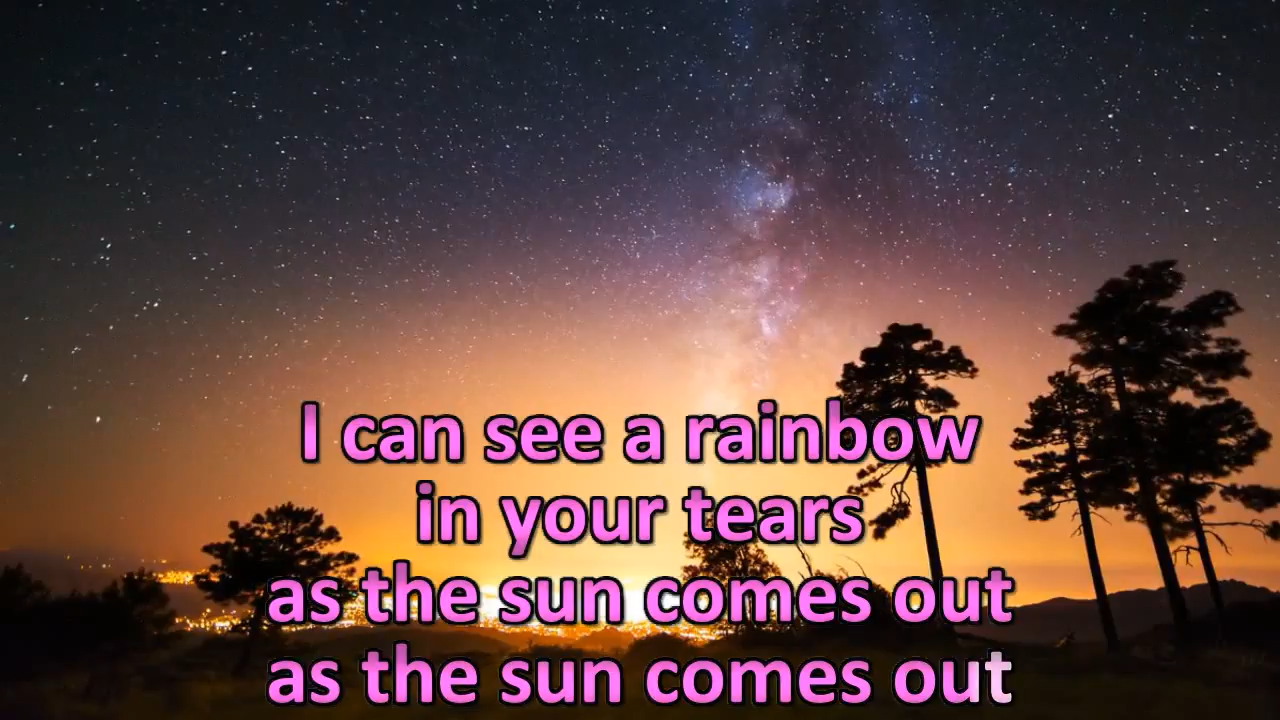 I can see a rainbow
in your tears
as the sun comes out
as the sun comes out